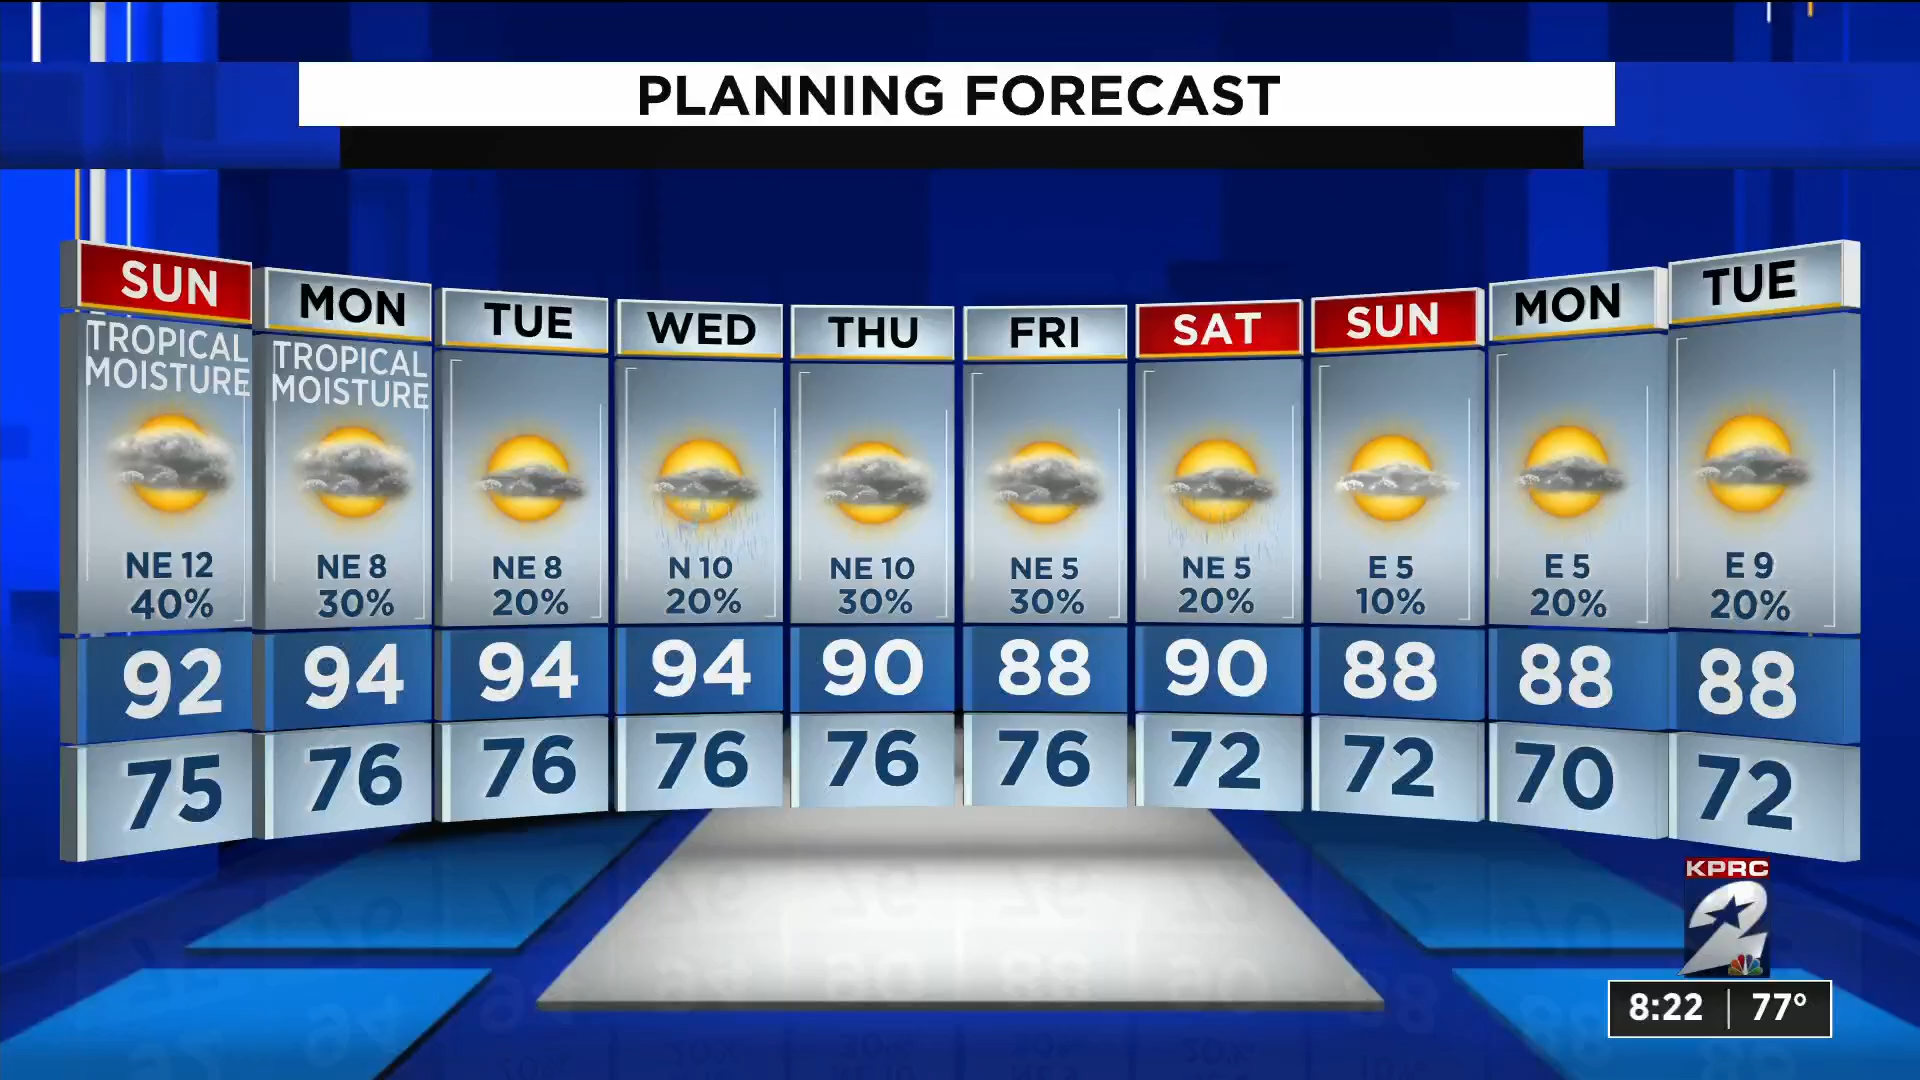 PLANNING FORECAST
SUN
TROPICAL
MOISTURE
NE 12
40%
92
75
MON
TROPICAL
MOISTURE
NE 8
30%
94
76
TUE
NE 8
20%
94
76
WED
N 10
20%
94
76
THU
NE 10
30%
90
76
FRI
NE 5
30%
88
76
SAT
NE 5
20%
90
72
SUN
E 5
10%
88
72
MON
E 5
20%
88
70
TUE
E 9
20%
88
72
KPRC
2
8:22 77°